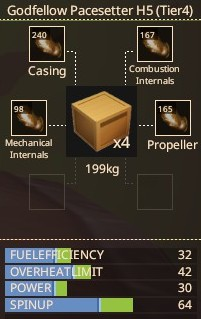 Godfellow Pacesetter H5 (Tier4)
240
167
Casing
Combustion
Internals
98
165
Mechanical
Internals
Propeller
x4
199kg
FUELEFFICIENCY 32
OVERHEATLIMIT 42
POWER 30
SPINUP 64